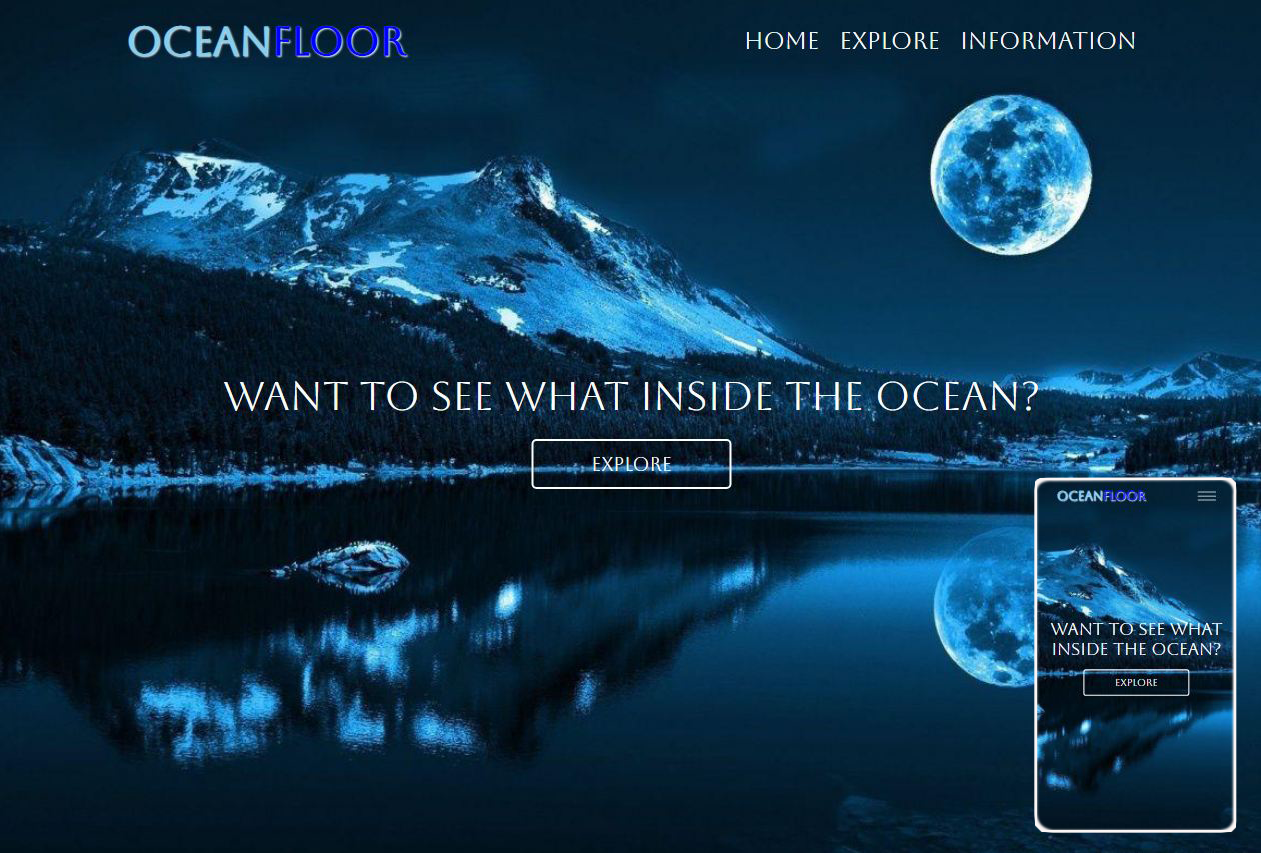 OCEANFLOOR
HOME EXPLORE INFORMATION
WANT TO SEE WHAT INSIDE THE OCEAN?
EXPLORE
OCEANFLOOR
WANT TO SEE WHAT
INSIDE THE OCEAN?
EXPLORE